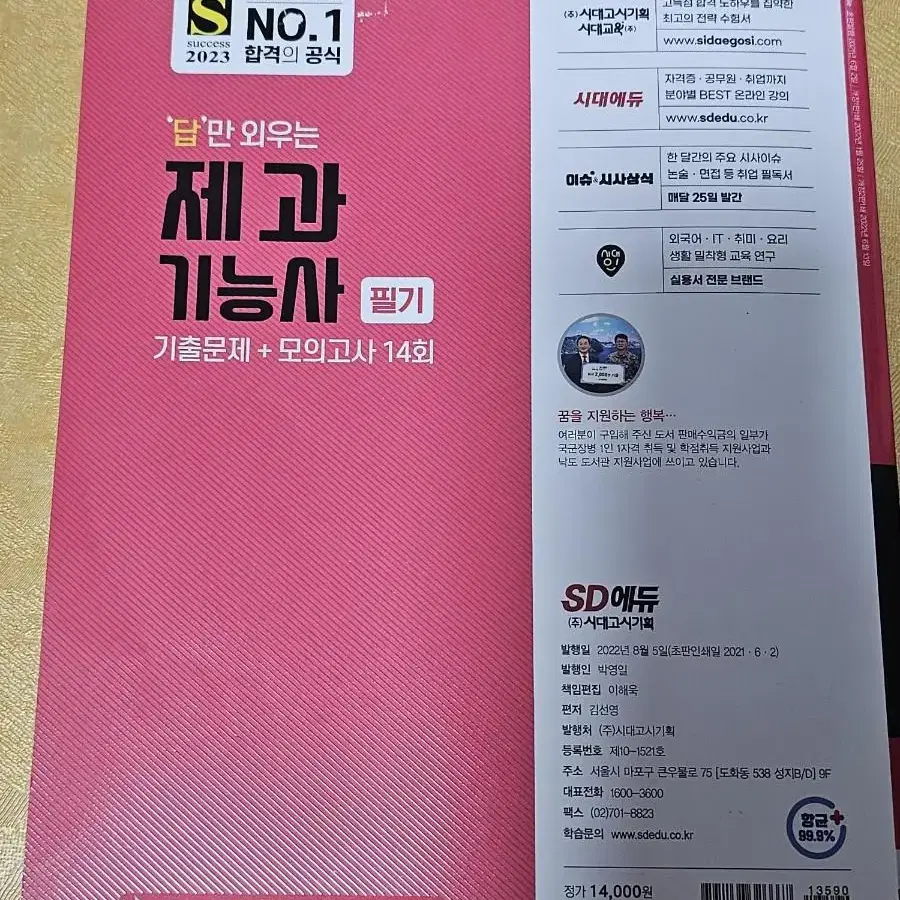 S
success
2023
NO.1
합격의 공식
'답'만 외우는
제과
기능사
필기
기출문제 + 모의고사 14회
고득점 합격 노하우를 집약한
최고의 전략 수험서
(주)시대고시기획
시대교육(주)
www.sidaegosi.com
시대에듀
자격증 · 공무원 · 취업까지
분야별 BEST 온라인 강의
www.sdedu.co.kr
이슈&시사상식
한 달간의 주요 시사이슈
논술 · 면접 등 취업 필독서
매달 25일 발간
시대인
외국어 · IT · 취미 · 요리
생활 밀착형 교육 연구
실용서 전문 브랜드
꿈을 지원하는 행복…
여러분이 구입해 주신 도서 판매수익금의 일부가
국군장병 1인 1자격 취득 및 학점취득 지원사업과
낙도 도서관 지원사업에 쓰이고 있습니다.
SD에듀
(주)시대고시기획
발행일 2022년 8월 5일(초판인쇄일 2021 · 6 · 2)
발행인 박영일
책임편집 이해욱
편저 김선영
발행처 (주)시대고시기획
등록번호 제10-1521호
주소 서울시 마포구 큰우물로 75 [도화동 538 성지B/D] 9F
대표전화 1600-3600
팩스 (02)701-8823
학습문의 www.sdedu.co.kr
항균+
99.9%
정가 14,000원
13590